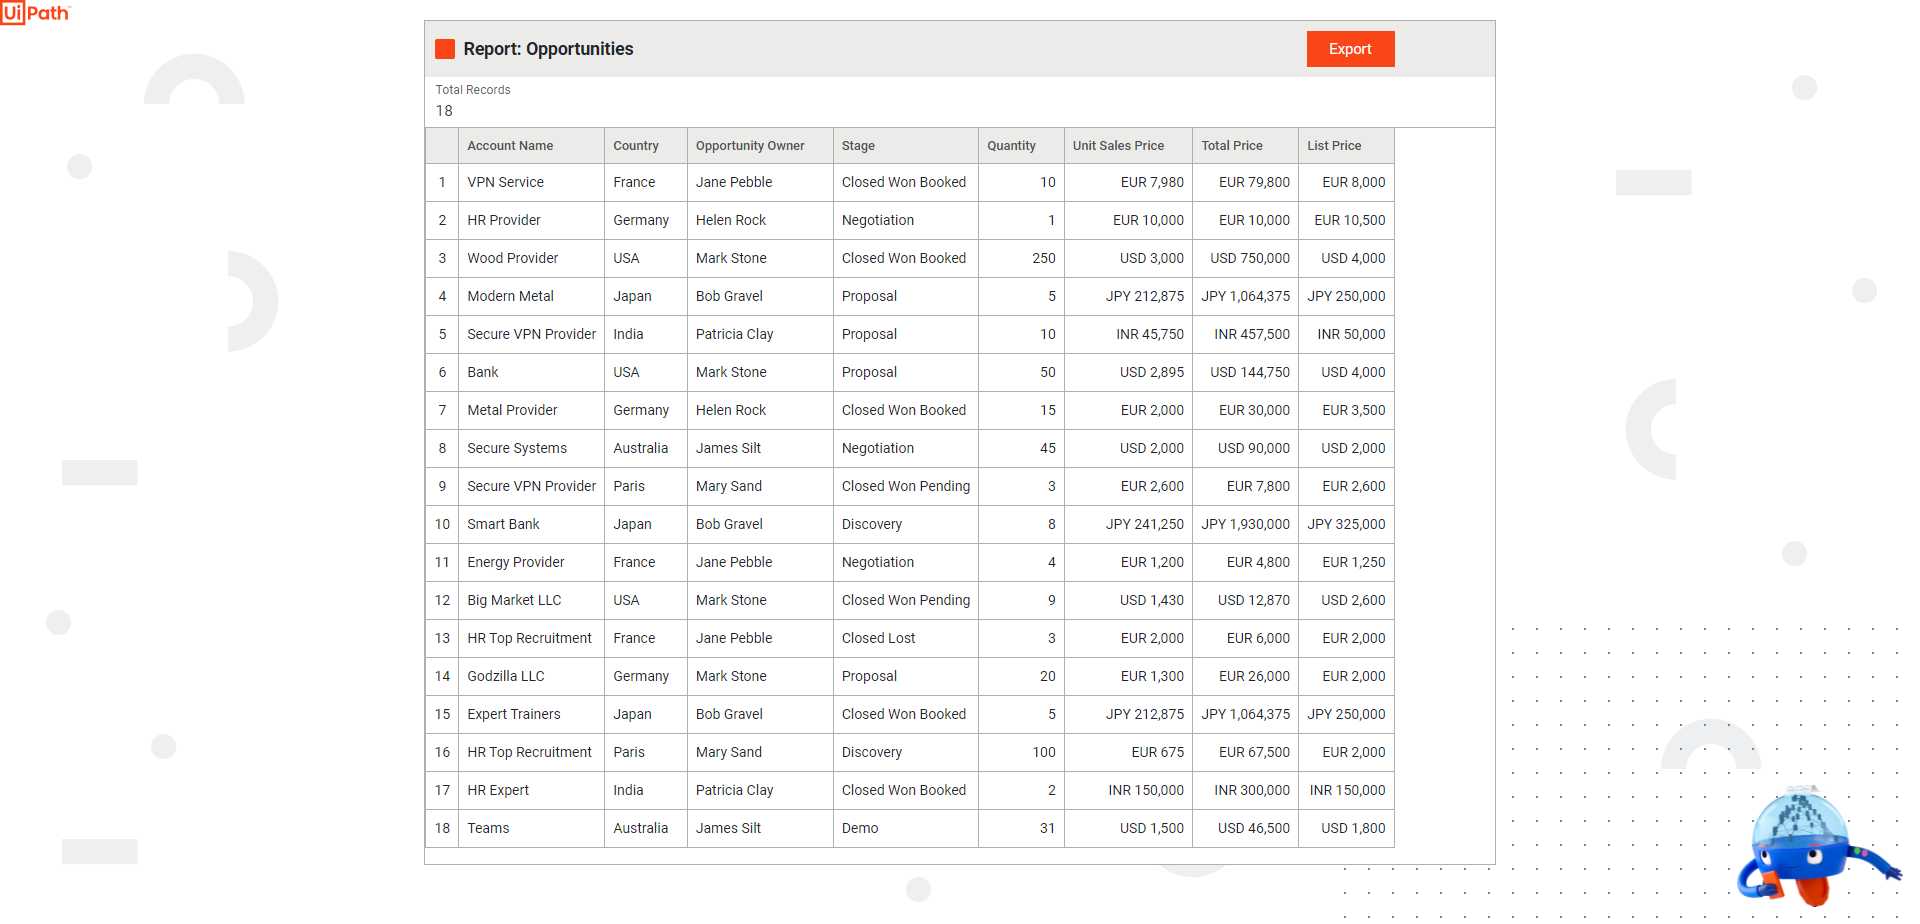 UiPath
Report: Opportunities
Export
Total Records
18
Account Name Country Opportunity Owner Stage Quantity Unit Sales Price Total Price List Price
1 VPN Service France Jane Pebble Closed Won Booked 10 EUR 7,980 EUR 79,800 EUR 8,000
2 HR Provider Germany Helen Rock Negotiation 1 EUR 10,000 EUR 10,000 EUR 10,500
3 Wood Provider USA Mark Stone Closed Won Booked 250 USD 3,000 USD 750,000 USD 4,000
4 Modern Metal Japan Bob Gravel Proposal 5 JPY 212,875 JPY 1,064,375 JPY 250,000
5 Secure VPN Provider India Patricia Clay Proposal 10 INR 45,750 INR 457,500 INR 50,000
6 Bank USA Mark Stone Proposal 50 USD 2,895 USD 144,750 USD 4,000
7 Metal Provider Germany Helen Rock Closed Won Booked 15 EUR 2,000 EUR 30,000 EUR 3,500
8 Secure Systems Australia James Silt Negotiation 45 USD 2,000 USD 90,000 USD 2,000
9 Secure VPN Provider Paris Mary Sand Closed Won Pending 3 EUR 2,600 EUR 7,800 EUR 2,600
10 Smart Bank Japan Bob Gravel Discovery 8 JPY 241,250 JPY 1,930,000 JPY 325,000
11 Energy Provider France Jane Pebble Negotiation 4 EUR 1,200 EUR 4,800 EUR 1,250
12 Big Market LLC USA Mark Stone Closed Won Pending 9 USD 1,430 USD 12,870 USD 2,600
13 HR Top Recruitment France Jane Pebble Closed Lost 3 EUR 2,000 EUR 6,000 EUR 2,000
14 Godzilla LLC Germany Mark Stone Proposal 20 EUR 1,300 EUR 26,000 EUR 2,000
15 Expert Trainers Japan Bob Gravel Closed Won Booked 5 JPY 212,875 JPY 1,064,375 JPY 250,000
16 HR Top Recruitment Paris Mary Sand Discovery 100 EUR 675 EUR 67,500 EUR 2,000
17 HR Expert India Patricia Clay Closed Won Booked 2 INR 150,000 INR 300,000 INR 150,000
18 Teams Australia James Silt Demo 31 USD 1,500 USD 46,500 USD 1,800